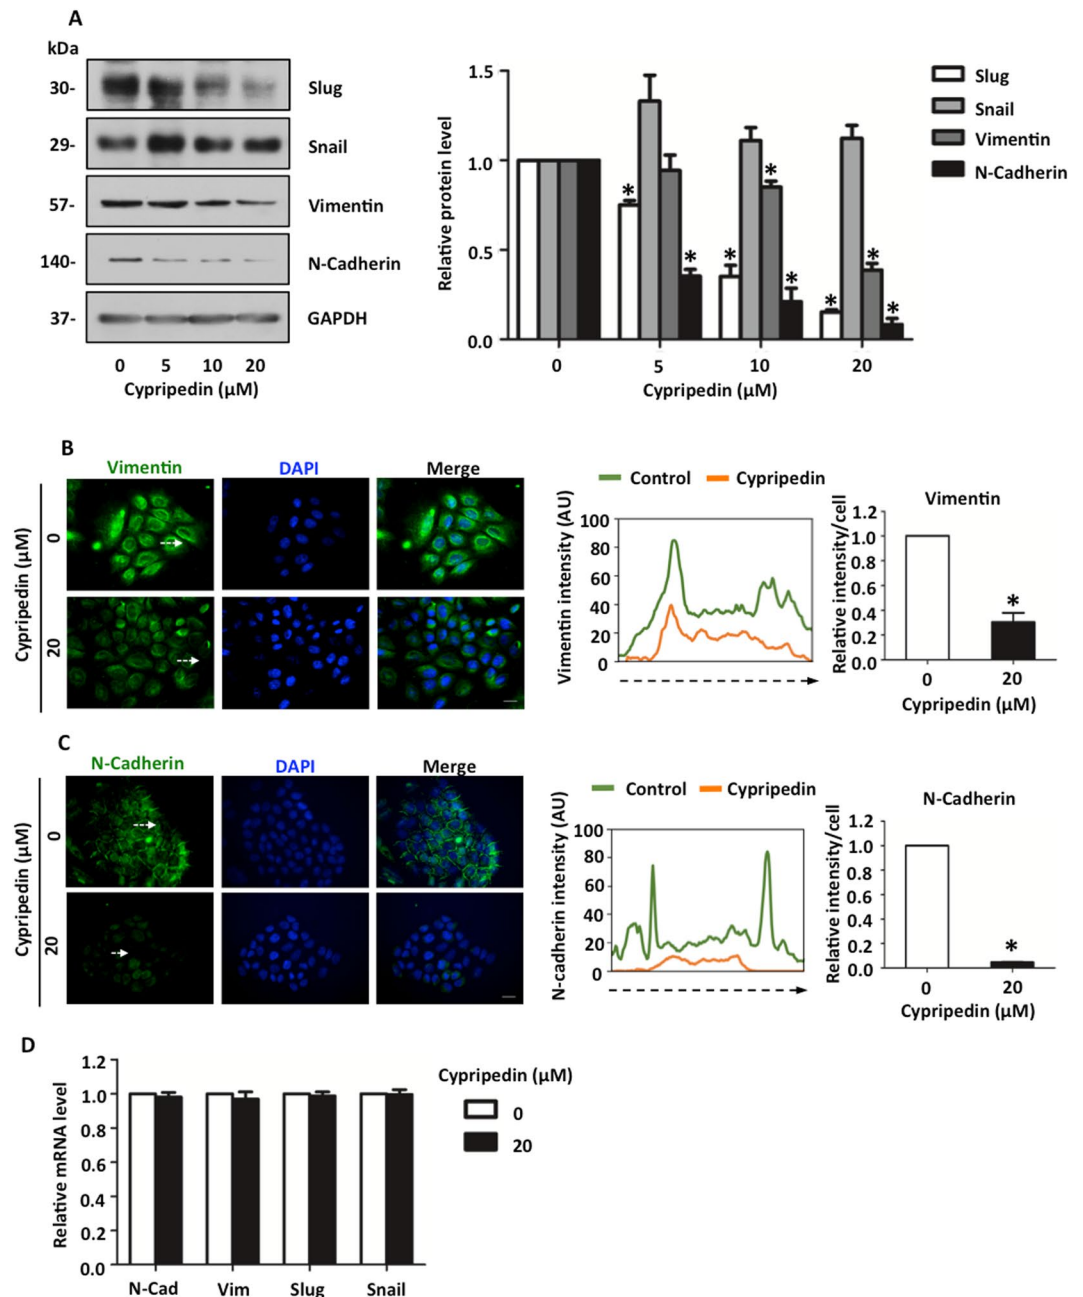 A
kDa
30-
Slug
29-
Snail
57-
Vimentin
140-
N-Cadherin
37-
GAPDH
0 5 10 20
Cypripedin (µM)
Relative protein level
1.5
1.0
0.5
0.0
* * * * * * * *
0 5 10 20
Cypripedin (µM)
Slug
Snail
Vimentin
N-Cadherin
B
Vimentin DAPI Merge
Cypripedin (µM)
0
20
Control Cypripedin
Vimentin intensity (AU)
100
80
60
40
20
0
Vimentin
Relative intensity/cell
1.2
1.0
0.8
0.6
0.4
0.2
0.0
*
0 20
Cypripedin (µM)
C
N-Cadherin DAPI Merge
Cypripedin (µM)
0
20
Control Cypripedin
N-cadherin intensity (AU)
100
80
60
40
20
0
N-Cadherin
Relative intensity/cell
1.2
1.0
0.8
0.6
0.4
0.2
0.0
*
0 20
Cypripedin (µM)
D
Relative mRNA level
1.2
1.0
0.8
0.6
0.4
0.2
0.0
N-Cad Vim Slug Snail
Cypripedin (µM)
0
20